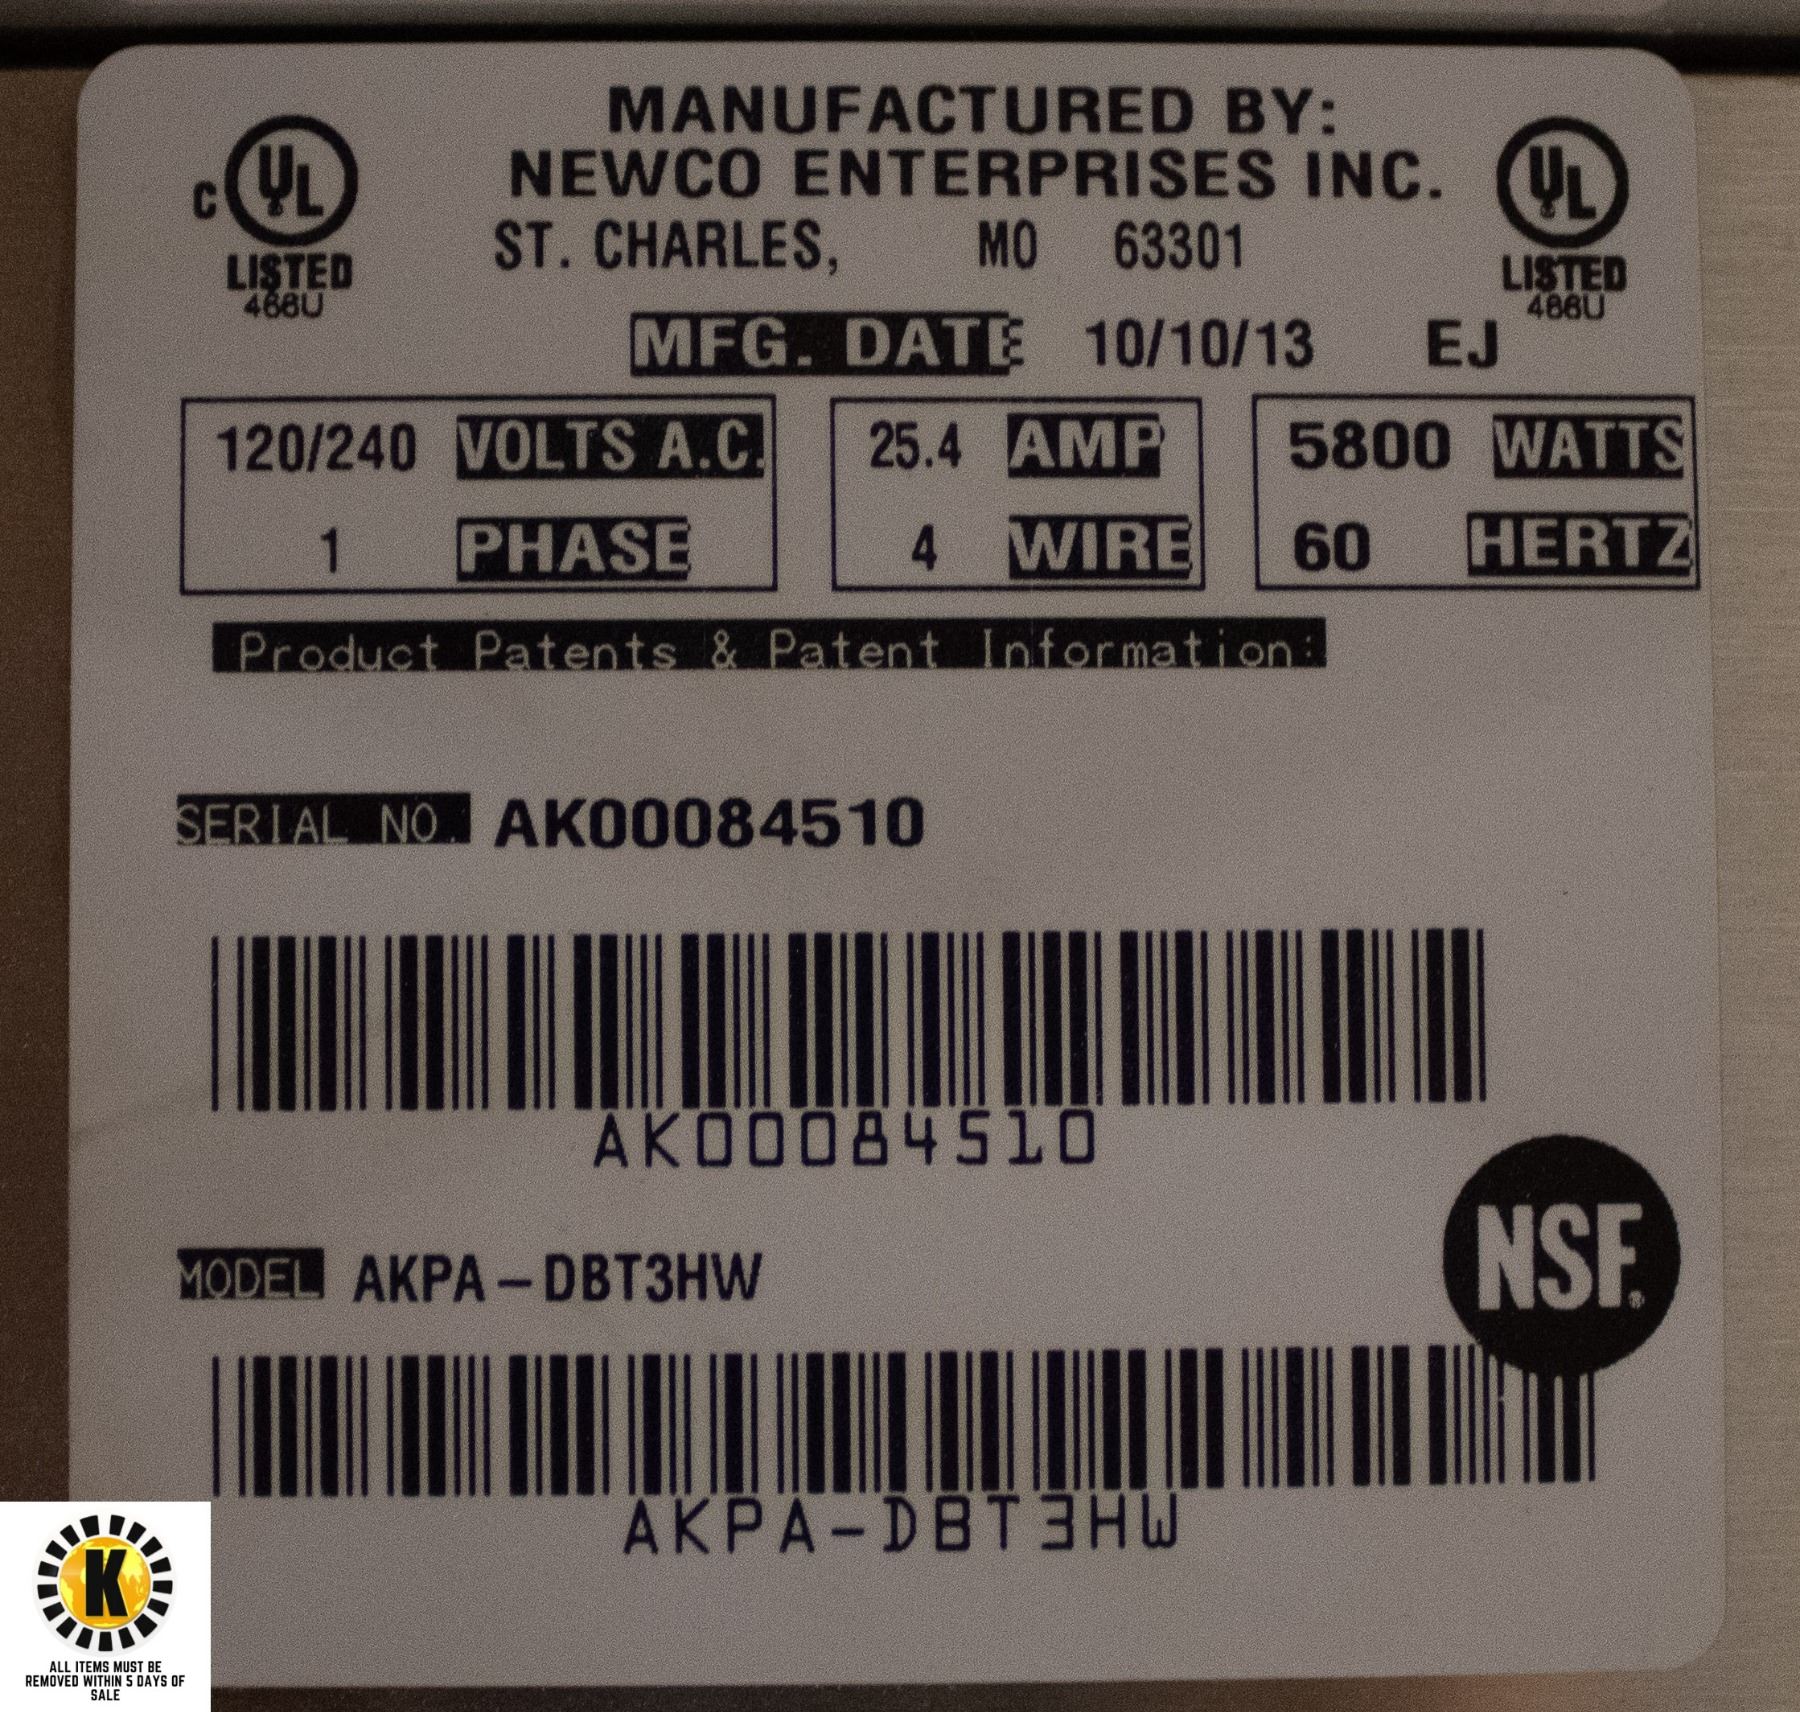 MANUFACTURED BY:
NEWCO ENTERPRISES INC.
ST. CHARLES, MO 63301
C UL LISTED 466U
UL LISTED 466U
MFG. DATE 10/10/13 EJ
120/240 VOLTS A.C. 25.4 AMP 5800 WATTS
1 PHASE 4 WIRE 60 HERTZ
Product Patents & Patent Information:
SERIAL NO. AK00084510
AK00084510
NSF®
MODEL AKPA-DBT3HW
AKPA-DBT3HW
K
ALL ITEMS MUST BE
REMOVED WITHIN 5 DAYS OF
SALE